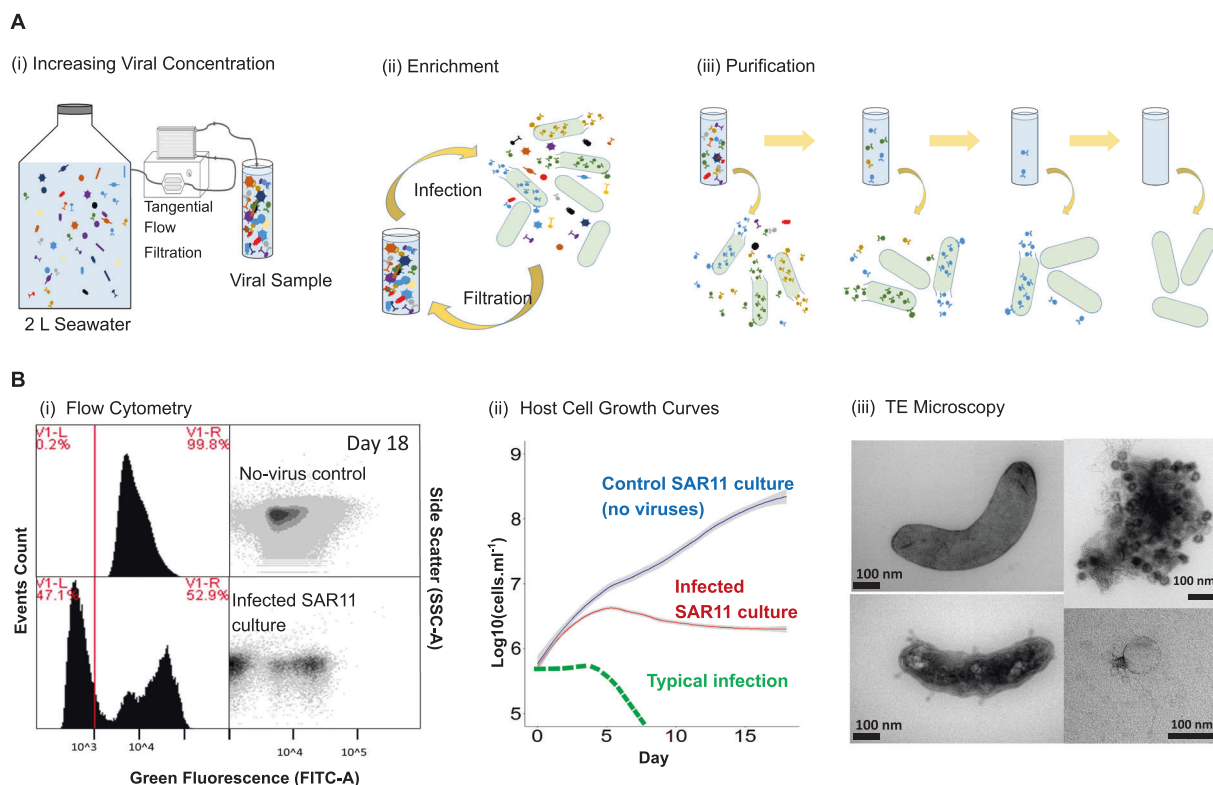 A
(i) Increasing Viral Concentration
(ii) Enrichment
(iii) Purification
Tangential
Flow
Filtration
Viral Sample
2 L Seawater
Infection
Filtration
B
(i) Flow Cytometry
(ii) Host Cell Growth Curves
(iii) TE Microscopy
V1-L
0.2%
V1-R
99.8%
Day 18
No-virus control
V1-L
47.1%
V1-R
52.9%
Infected SAR11
culture
Events Count
Side Scatter (SSC-A)
10^3
10^4
10^4
10^5
Green Fluorescence (FITC-A)
Log10(cells.ml-1)
9
8
7
6
5
0
5
10
15
Day
Control SAR11 culture
(no viruses)
Infected
SAR11 culture
Typical infection
100 nm
100 nm
100 nm
100 nm